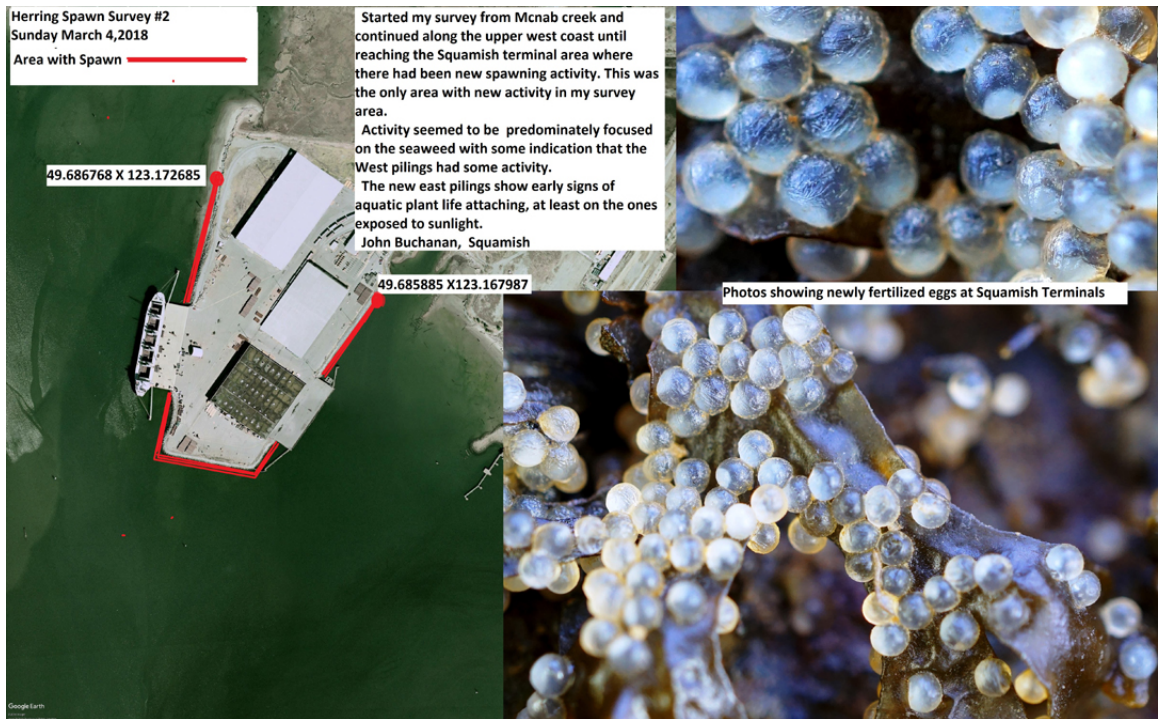 Herring Spawn Survey #2
Sunday March 4,2018
Area with Spawn
Started my survey from Mcnab creek and
continued along the upper west coast until
reaching the Squamish terminal area where
there had been new spawning activity. This was
the only area with new activity in my survey
area.
Activity seemed to be predominately focused
on the seaweed with some indication that the
West pilings had some activity.
The new east pilings show early signs of
aquatic plant life attaching, at least on the ones
exposed to sunlight.
John Buchanan, Squamish
49.686768 X 123.172685
49.685885 X123.167987
Photos showing newly fertilized eggs at Squamish Terminals
Google Earth